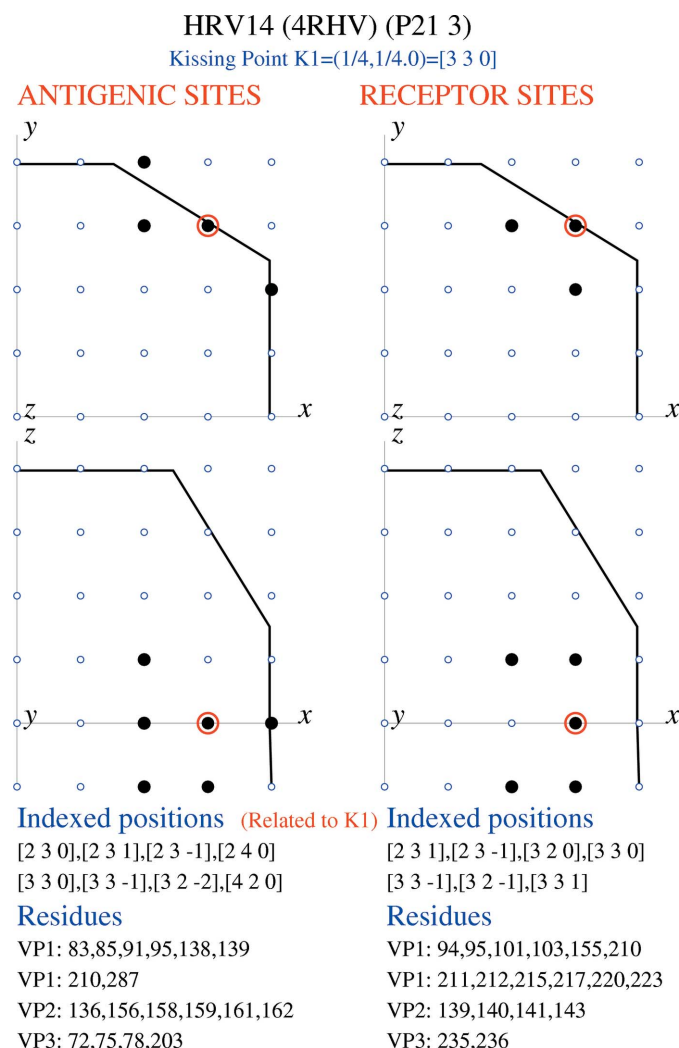 HRV14 (4RHV) (P21 3)
Kissing Point K1=(1/4,1/4.0)=[3 3 0]
ANTIGENIC SITES
RECEPTOR SITES
y
y
z
x
z
x
z
z
y
x
y
x
Indexed positions (Related to K1)
[2 3 0],[2 3 1],[2 3 -1],[2 4 0]
[3 3 0],[3 3 -1],[3 2 -2],[4 2 0]
Residues
VP1: 83,85,91,95,138,139
VP1: 210,287
VP2: 136,156,158,159,161,162
VP3: 72,75,78,203
Indexed positions
[2 3 1],[2 3 -1],[3 2 0],[3 3 0]
[3 3 -1],[3 2 -1],[3 3 1]
Residues
VP1: 94,95,101,103,155,210
VP1: 211,212,215,217,220,223
VP2: 139,140,141,143
VP3: 235,236